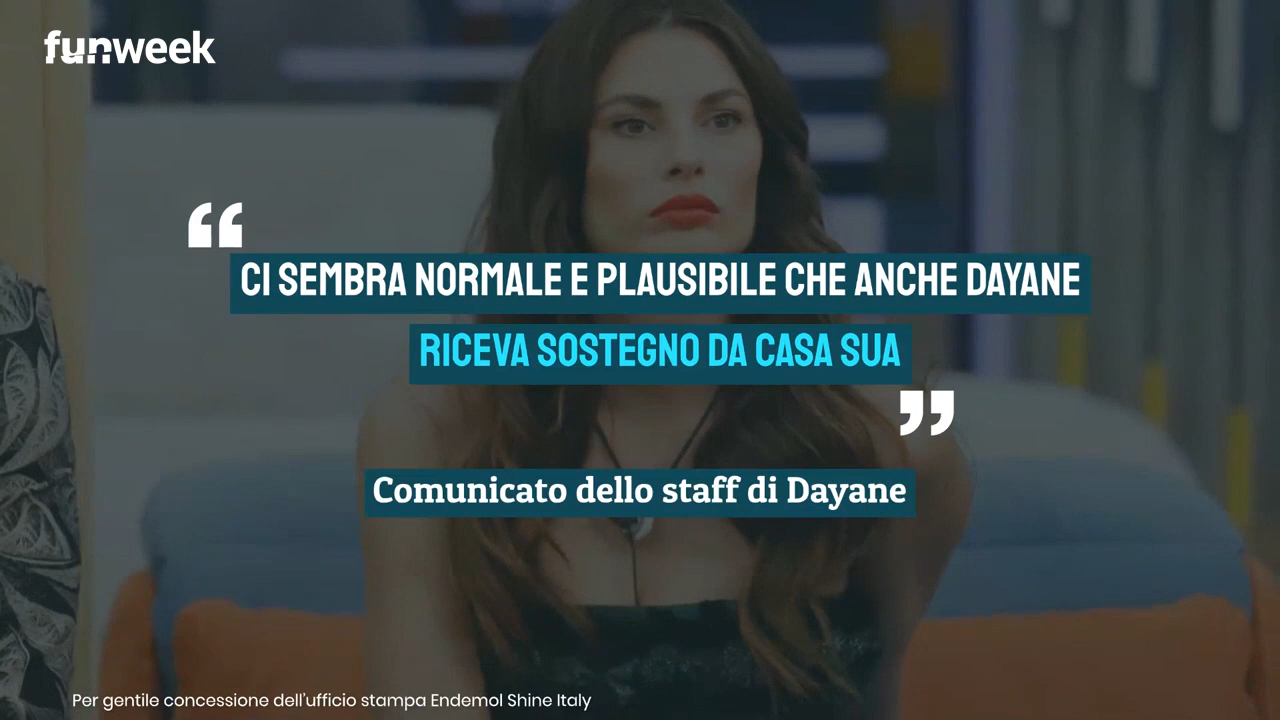 funweek
“
CI SEMBRA NORMALE E PLAUSIBILE CHE ANCHE DAYANE
RICEVA SOSTEGNO DA CASA SUA
”
Comunicato dello staff di Dayane
Per gentile concessione dell'ufficio stampa Endemol Shine Italy